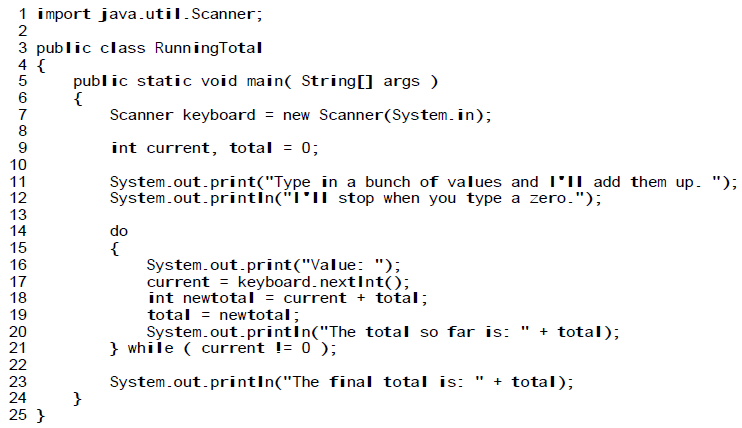 1 import java.util.Scanner;
2
3 public class RunningTotal
4 {
5     public static void main( String[] args )
6     {
7         Scanner keyboard = new Scanner(System.in);
8
9         int current, total = 0;
10
11         System.out.print("Type in a bunch of values and I'll add them up. ");
12         System.out.println("I'll stop when you type a zero.");
13
14         do
15         {
16             System.out.print("Value: ");
17             current = keyboard.nextInt();
18             int newtotal = current + total;
19             total = newtotal;
20             System.out.println("The total so far is: " + total);
21         } while ( current != 0 );
22
23         System.out.println("The final total is: " + total);
24     }
25 }